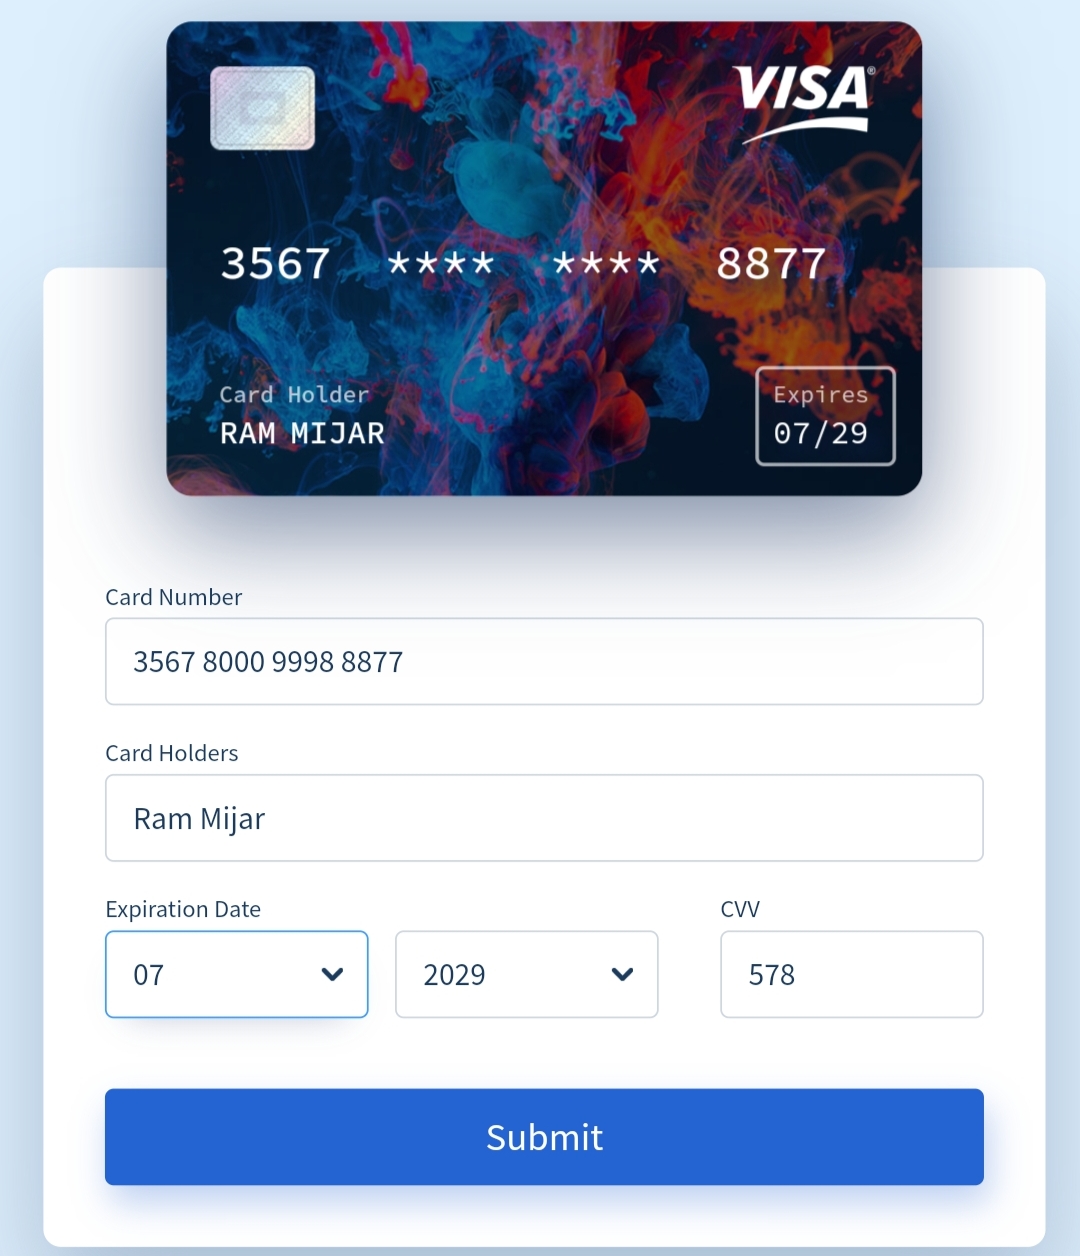 VISA®
3567 **** **** 8877
Card Holder
RAM MIJAR
Expires
07/29
Card Number
3567 8000 9998 8877
Card Holders
Ram Mijar
Expiration Date
CVV
07
2029
578
Submit